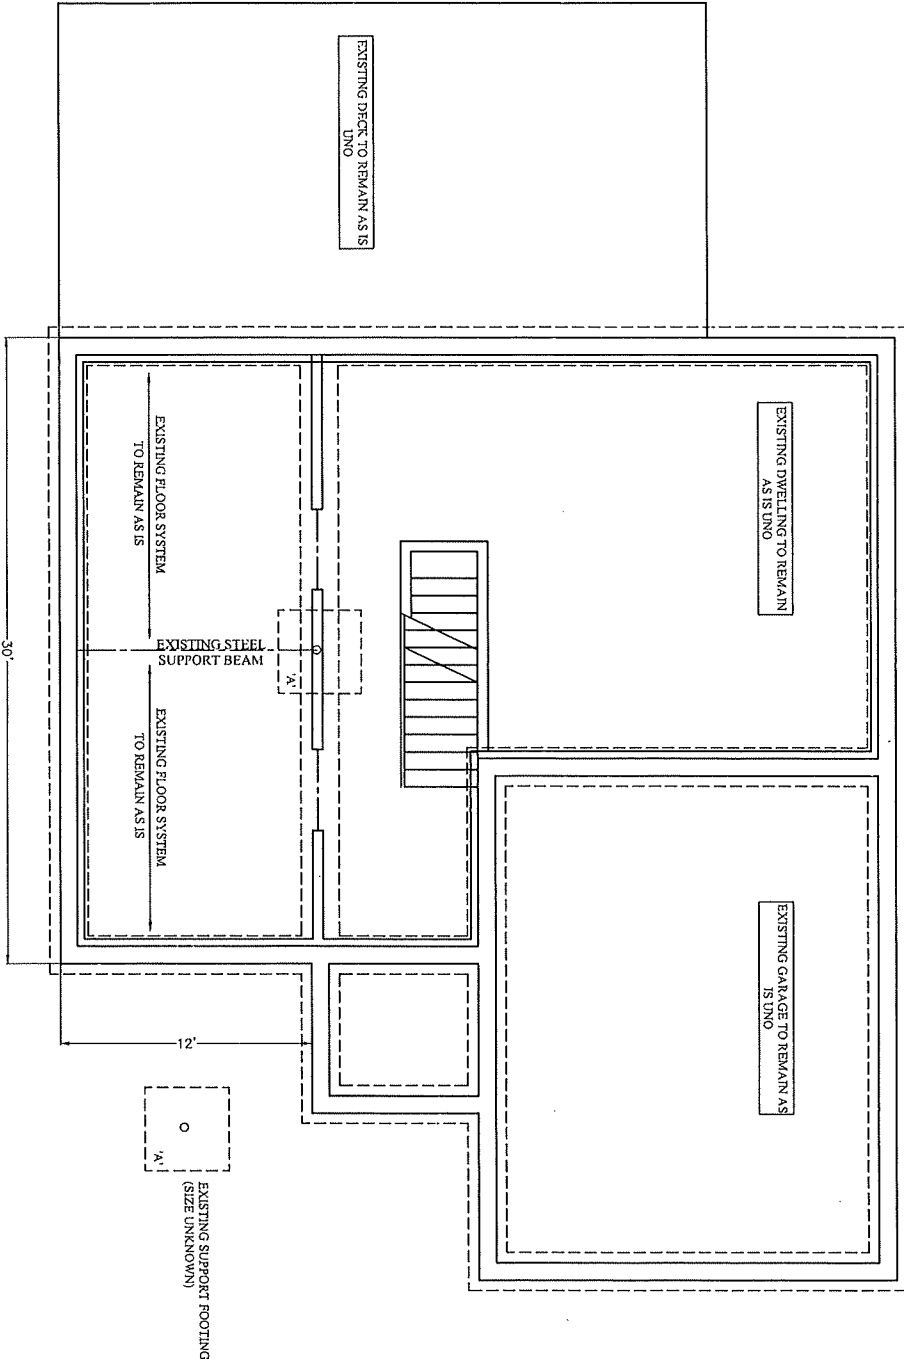 EXISTING DECK TO REMAIN AS IS
UNO
EXISTING DWELLING TO REMAIN
AS IS UNO
EXISTING FLOOR SYSTEM
TO REMAIN AS IS
EXISTING STEEL
SUPPORT BEAM
'A'
EXISTING FLOOR SYSTEM
TO REMAIN AS IS
30'
EXISTING GARAGE TO REMAIN AS
IS UNO
12'
'A'
EXISTING SUPPORT FOOTING
(SIZE UNKNOWN)